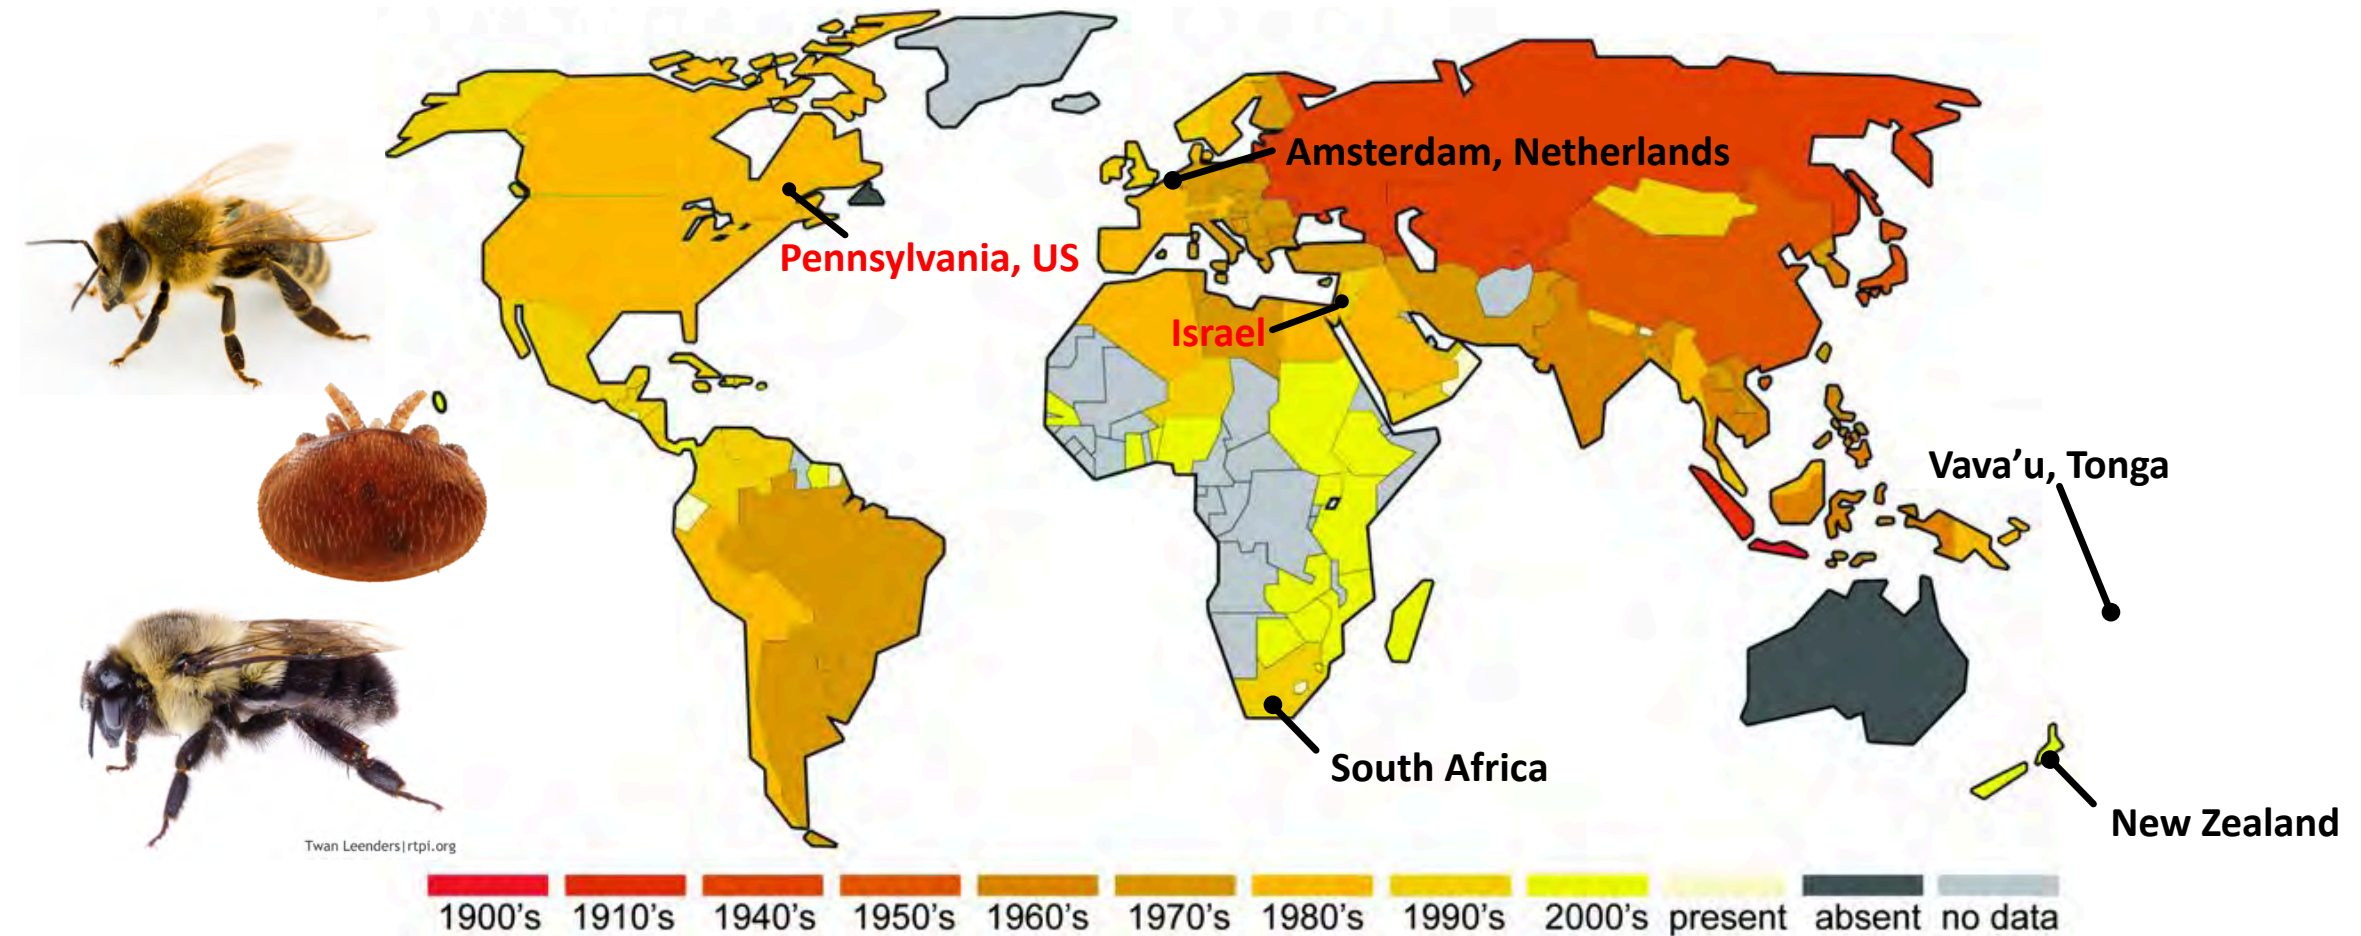 Amsterdam, Netherlands
Pennsylvania, US
Israel
Vava’u, Tonga
South Africa
New Zealand
Twan Leenders|rtpi.org
1900's 1910's 1940's 1950's 1960's 1970's 1980's 1990's 2000's present absent no data